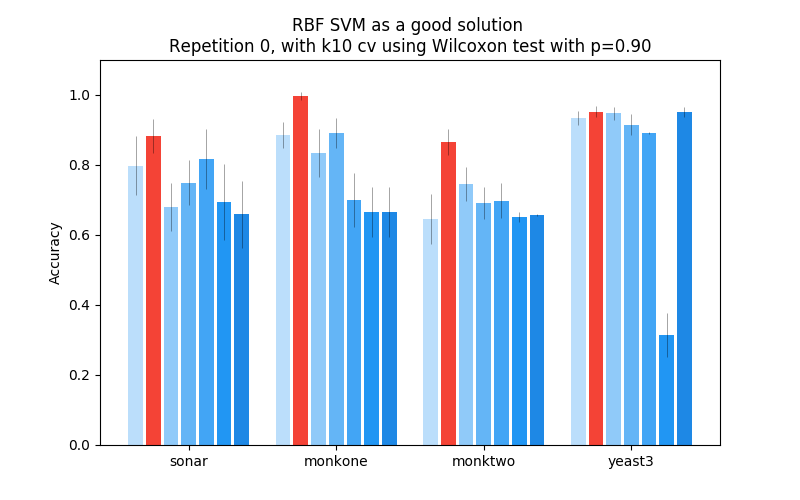 RBF SVM as a good solution
Repetition 0, with k10 cv using Wilcoxon test with p=0.90
Accuracy
1.0
0.8
0.6
0.4
0.2
0.0
sonar monkone monktwo yeast3